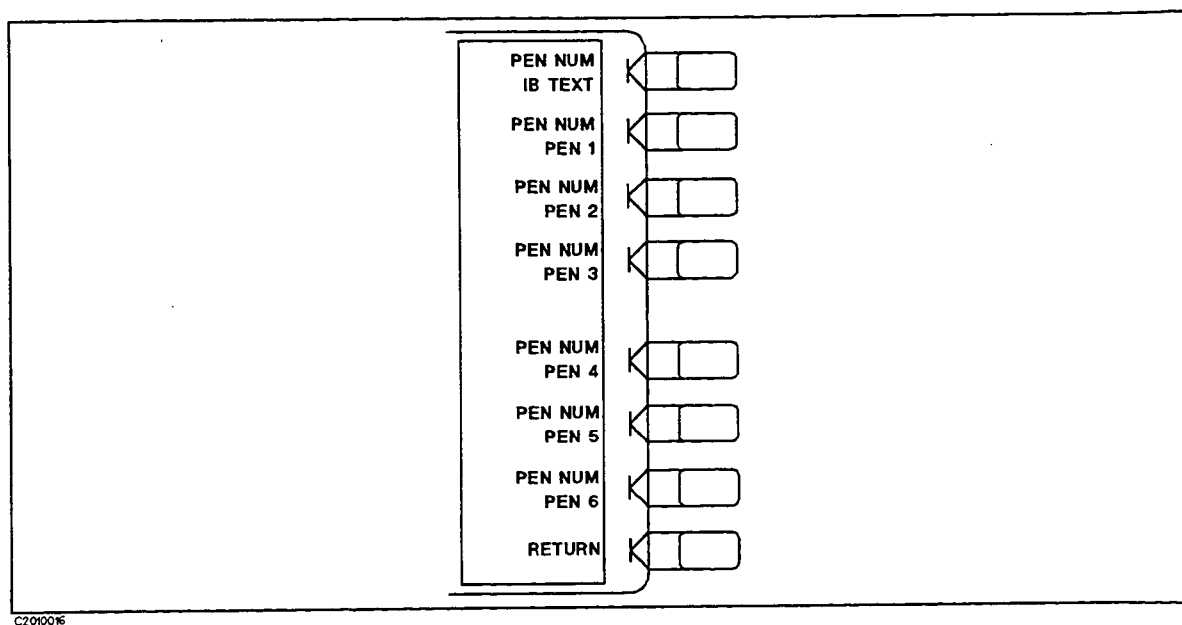 PEN NUM
IB TEXT
PEN NUM
PEN 1
PEN NUM
PEN 2
PEN NUM
PEN 3
PEN NUM
PEN 4
PEN NUM
PEN 5
PEN NUM
PEN 6
RETURN
C2010016